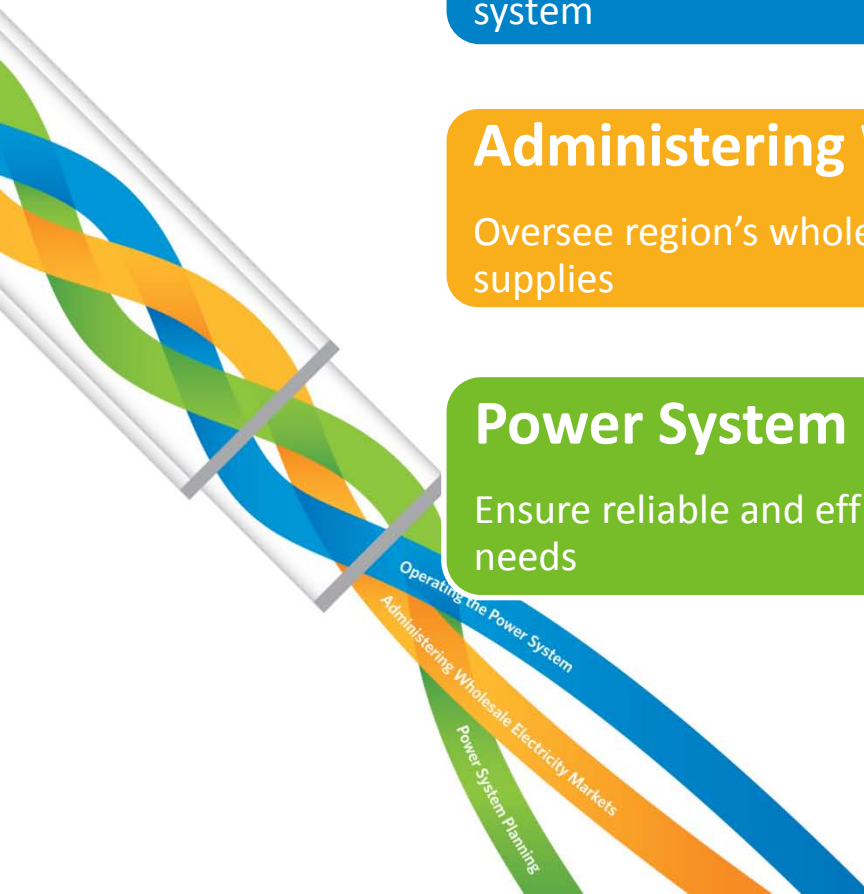 system
Administering
Oversee region's whole
supplies
Power System
Ensure reliable and eff
needs
Operating the Power System
Administering Wholesale Electricity Markets
Power System Planning